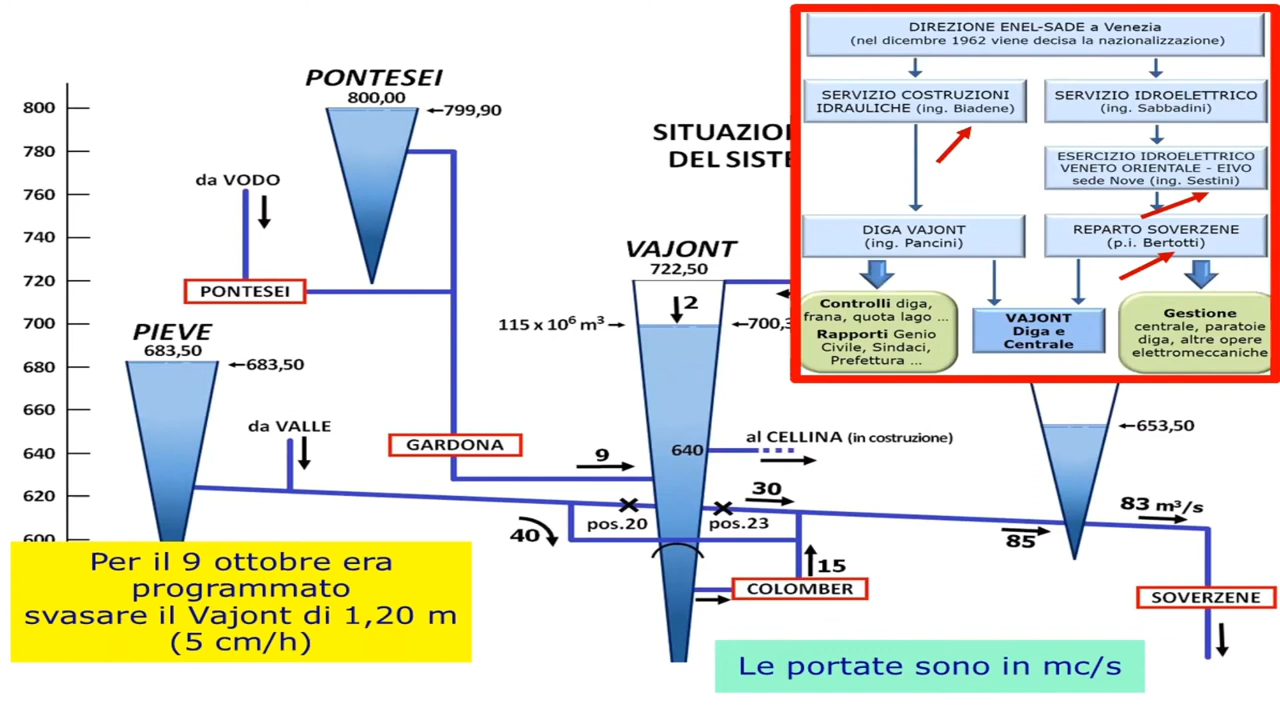 PONTESEI
800,00
799,90
800
780
760
740
720
700
680
660
640
620
600
da VODO
PONTESEI
PIEVE
683,50
683,50
da VALLE
GARDONA
SITUAZIO
DEL SISTE
VAJONT
722,50
2
115 x 10⁶ m³
700,3
640
al CELLINA (in costruzione)
9
30
pos.20
pos.23
40
15
COLOMBER
653,50
83 m³/s
85
SOVERZENE
DIREZIONE ENEL-SADE a Venezia
(nel dicembre 1962 viene decisa la nazionalizzazione)
SERVIZIO COSTRUZIONI
IDRAULICHE (ing. Biadene)
SERVIZIO IDROELETTRICO
(ing. Sabbadini)
ESERCIZIO IDROELETTRICO
VENETO ORIENTALE - EIVO
sede Nove (ing. Sestini)
DIGA VAJONT
(ing. Pancini)
REPARTO SOVERZENE
(p.i. Bertotti)
Controlli diga,
frana, quota lago ...
Rapporti Genio
Civile, Sindaci,
Prefettura ...
VAJONT
Diga e
Centrale
Gestione
centrale, paratoie
diga, altre opere
elettromeccaniche
Per il 9 ottobre era
programmato
svasare il Vajont di 1,20 m
(5 cm/h)
Le portate sono in mc/s